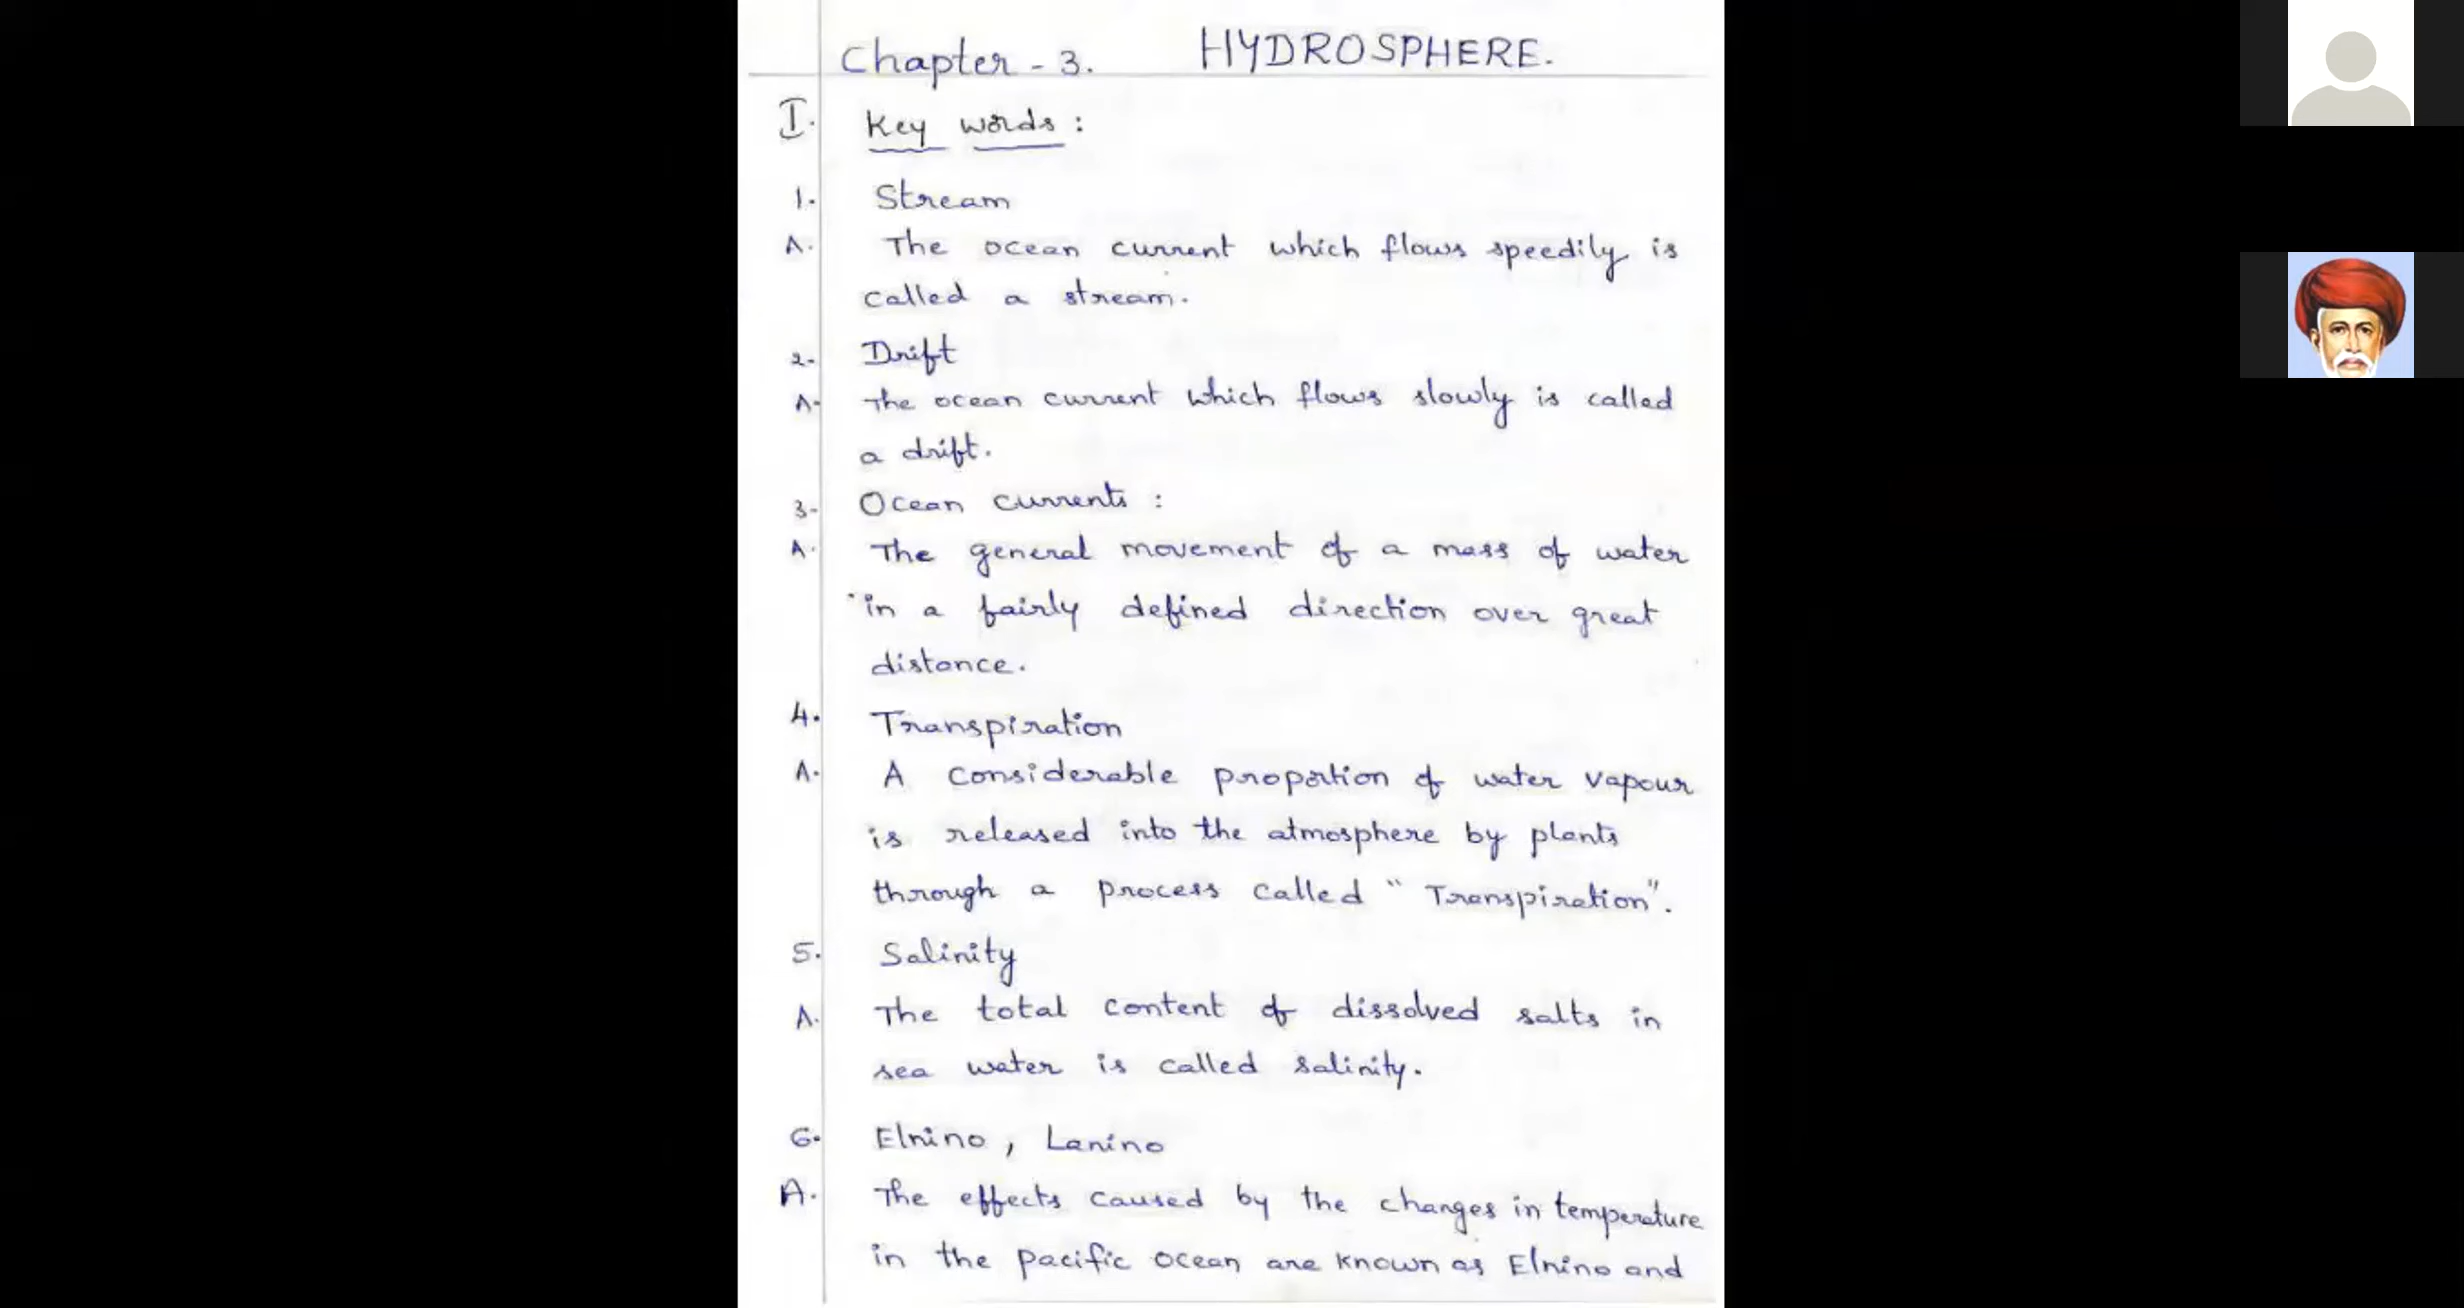 Chapter - 3. HYDROSPHERE.
I. Key words :
1. Stream
A. The ocean current which flows speedily is
called a stream.
2. Drift
A. The ocean current which flows slowly is called
a drift.
3. Ocean currents :
A. The general movement of a mass of water
in a fairly defined direction over great
distance.
4. Transpiration
A. A considerable proportion of water vapour
is released into the atmosphere by plants
through a process called "Transpiration".
5. Salinity
A. The total content of dissolved salts in
sea water is called salinity.
6. Elnino, Lanino
A. The effects caused by the changes in temperature
in the pacific ocean are known as Elnino and